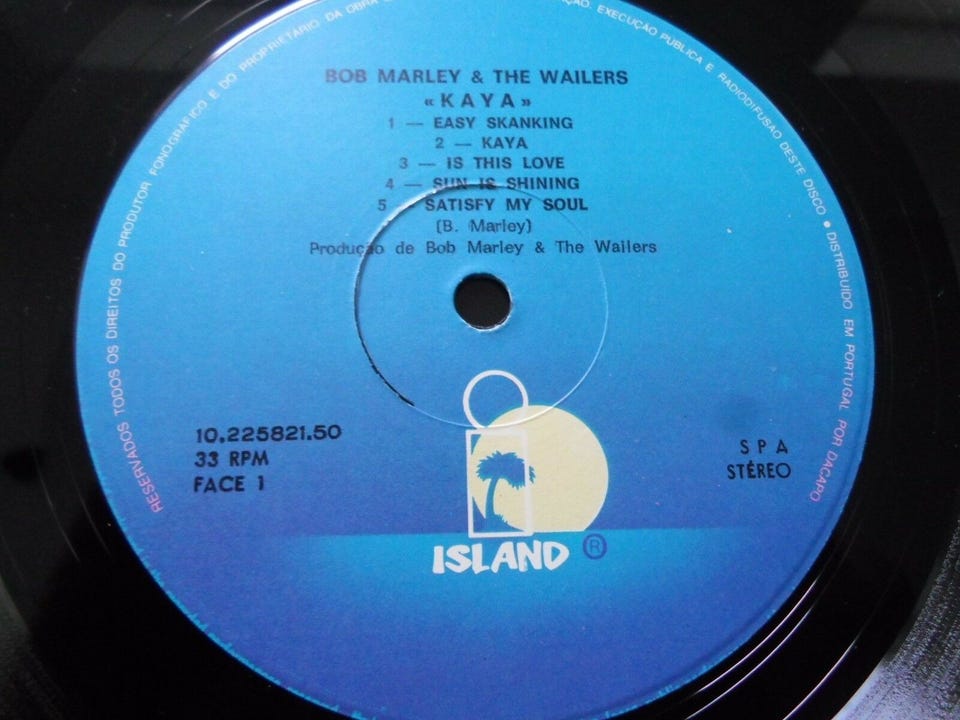 RESERVADOS TODOS OS DIREITOS DO PRODUTOR FONOGRÁFICO E DO PROPRIETÁRIO DA OBRA
EXECUÇÃO PUBLICA E RADIODIFUSÃO DESTE DISCO • DISTRIBUIDO EM PORTUGAL POR DACAPO
BOB MARLEY & THE WAILERS
«KAYA»
1 — EASY SKANKING
2 — KAYA
3 — IS THIS LOVE
4 — SUN IS SHINING
5 — SATISFY MY SOUL
(B. Marley)
Produção de Bob Marley & The Wailers
10.225821.50
33 RPM
FACE 1
S P A
STÉREO
ISLAND ®